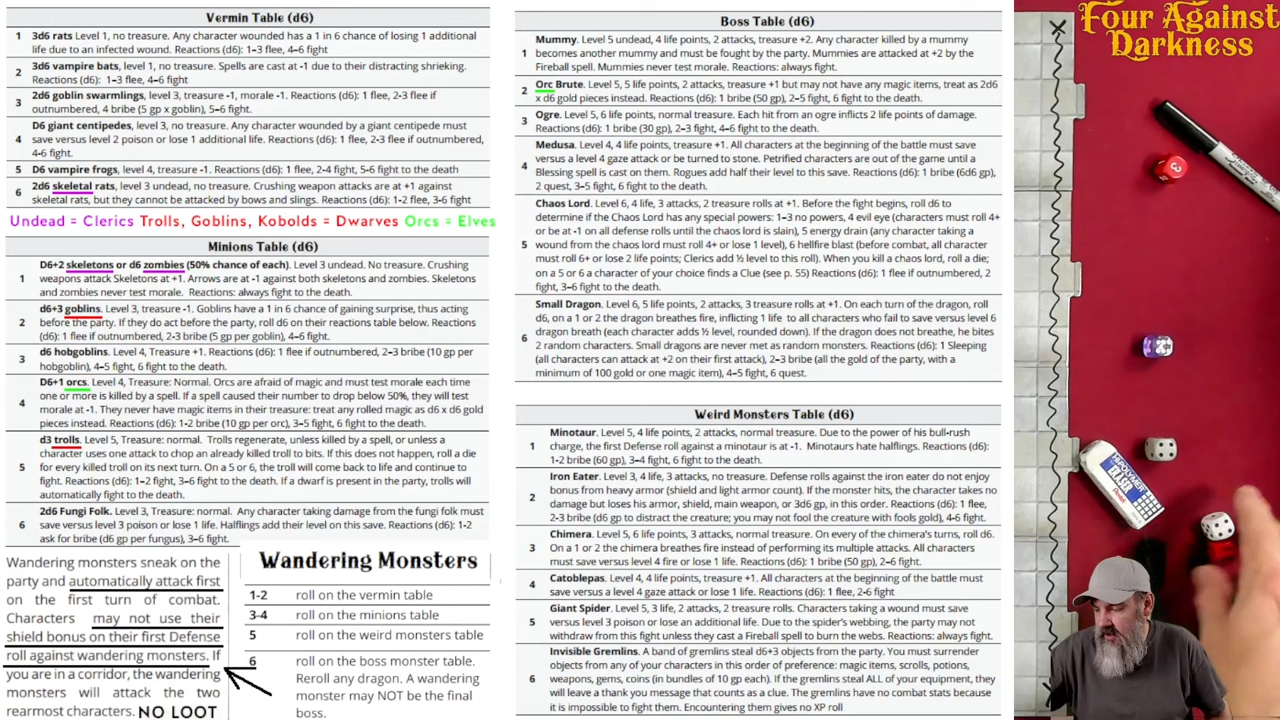 Vermin Table (d6)
1 3d6 rats Level 1, no treasure. Any character wounded has a 1 in 6 chance of losing 1 additional
life due to an infected wound. Reactions (d6): 1–3 flee, 4–6 fight
2 3d6 vampire bats, level 1, no treasure. Spells are cast at -1 due to their distracting shrieking.
Reactions (d6): 1–3 flee, 4–6 fight
3 2d6 goblin swarmlings, level 3, treasure -1, morale -1. Reactions (d6): 1 flee, 2-3 flee if
outnumbered, 4 bribe (5 gp x goblin), 5–6 fight.
4 D6 giant centipedes, level 3, no treasure. Any character wounded by a giant centipede must
save versus level 2 poison or lose 1 additional life. Reactions (d6): 1 flee, 2–3 flee if outnumbered,
4–6 fight.
5 D6 vampire frogs, level 4, treasure -1. Reactions (d6): 1 flee, 2-4 fight, 5-6 fight to the death
6 2d6 skeletal rats, level 3 undead, no treasure. Crushing weapon attacks are at +1 against
skeletal rats, but they cannot be attacked by bows and slings. Reactions (d6): 1–2 flee, 3-6 fight
Undead = Clerics Trolls, Goblins, Kobolds = Dwarves Orcs = Elves
Minions Table (d6)
1 D6+2 skeletons or d6 zombies (50% chance of each). Level 3 undead. No treasure. Crushing
weapons attack Skeletons at +1. Arrows are at -1 against both skeletons and zombies. Skeletons
and zombies never test morale. Reactions: always fight to the death.
2 d6+3 goblins. Level 3, treasure -1. Goblins have a 1 in 6 chance of gaining surprise, thus acting
before the party. If they do act before the party, roll d6 on their reactions table below. Reactions
(d6): 1 flee if outnumbered, 2-3 bribe (5 gp per goblin), 4–6 fight.
3 d6 hobgoblins. Level 4, Treasure +1. Reactions (d6): 1 flee if outnumbered, 2–3 bribe (10 gp per
hobgoblin), 4–5 fight, 6 fight to the death.
4 D6+1 orcs. Level 4, Treasure: Normal. Orcs are afraid of magic and must test morale each time
one or more is killed by a spell. If a spell caused their number to drop below 50%, they will test
morale at -1. They never have magic items in their treasure: treat any rolled magic as d6 x d6 gold
pieces instead. Reactions (d6): 1-2 bribe (10 gp per orc), 3–5 fight, 6 fight to the death.
5 d3 trolls. Level 5, Treasure: normal. Trolls regenerate, unless killed by a spell, or unless a
character uses one attack to chop an already killed troll to bits. If this does not happen, roll a die
for every killed troll on its next turn. On a 5 or 6, the troll will come back to life and continue to
fight. Reactions (d6): 1–2 fight, 3–6 fight to the death. If a dwarf is present in the party, trolls will
automatically fight to the death.
6 2d6 Fungi Folk. Level 3, Treasure: normal. Any character taking damage from the fungi folk must
save versus level 3 poison or lose 1 life. Halflings add their level on this save. Reactions (d6): 1-2
ask for bribe (d6 gp per fungus), 3–6 fight.
Wandering monsters sneak on the
party and automatically attack first
on the first turn of combat.
Characters may not use their
shield bonus on their first Defense
roll against wandering monsters. If
you are in a corridor, the wandering
monsters will attack the two
rearmost characters. NO LOOT
Wandering Monsters
1-2 roll on the vermin table
3-4 roll on the minions table
5 roll on the weird monsters table
6 roll on the boss monster table.
Reroll any dragon. A wandering
monster may NOT be the final
boss.
Boss Table (d6)
1 Mummy. Level 5 undead, 4 life points, 2 attacks, treasure +2. Any character killed by a mummy
becomes another mummy and must be fought by the party. Mummies are attacked at +2 by the
Fireball spell. Mummies never test morale. Reactions: always fight.
2 Orc Brute. Level 5, 5 life points, 2 attacks, treasure +1 but may not have any magic items, treat as 2d6
x d6 gold pieces instead. Reactions (d6): 1 bribe (50 gp), 2–5 fight, 6 fight to the death.
3 Ogre. Level 5, 6 life points, normal treasure. Each hit from an ogre inflicts 2 life points of damage.
Reactions (d6): 1 bribe (30 gp), 2–3 fight, 4–6 fight to the death.
4 Medusa. Level 4, 4 life points, treasure +1. All characters at the beginning of the battle must save
versus a level 4 gaze attack or be turned to stone. Petrified characters are out of the game until a
Blessing spell is cast on them. Rogues add half their level to this save. Reactions (d6): 1 bribe (6d6 gp),
2 quest, 3–5 fight, 6 fight to the death.
5 Chaos Lord. Level 6, 4 life, 3 attacks, 2 treasure rolls at +1. Before the fight begins, roll d6 to
determine if the Chaos Lord has any special powers: 1–3 no powers, 4 evil eye (characters must roll 4+
or be at -1 on all defense rolls until the chaos lord is slain), 5 energy drain (any character taking a
wound from the chaos lord must roll 4+ or lose 1 level), 6 hellfire blast (before combat, all character
must roll 6+ or lose 2 life points; Clerics add ½ level to this roll). When you kill a chaos lord, roll a die;
on a 5 or 6 a character of your choice finds a Clue (see p. 55) Reactions (d6): 1 flee if outnumbered, 2
fight, 3–6 fight to the death.
6 Small Dragon. Level 6, 5 life points, 2 attacks, 3 treasure rolls at +1. On each turn of the dragon, roll
d6, on a 1 or 2 the dragon breathes fire, inflicting 1 life to all characters who fail to save versus level 6
dragon breath (each character adds ½ level, rounded down). If the dragon does not breathe, he bites
2 random characters. Small dragons are never met as random monsters. Reactions (d6): 1 Sleeping
(all characters can attack at +2 on their first attack), 2–3 bribe (all the gold of the party, with a
minimum of 100 gold or one magic item), 4–5 fight, 6 quest.
Weird Monsters Table (d6)
1 Minotaur. Level 5, 4 life points, 2 attacks, normal treasure. Due to the power of his bull-rush
charge, the first Defense roll against a minotaur is at -1. Minotaurs hate halflings. Reactions (d6):
1-2 bribe (60 gp), 3–4 fight, 6 fight to the death.
2 Iron Eater. Level 3, 4 life, 3 attacks, no treasure. Defense rolls against the iron eater do not enjoy
bonus from heavy armor (shield and light armor count). If the monster hits, the character takes no
damage but loses his armor, shield, main weapon, or 3d6 gp, in this order. Reactions (d6): 1 flee,
2–3 bribe (d6 gp to distract the creature; you may not fool the creature with fools gold), 4-6 fight.
3 Chimera. Level 5, 6 life points, 3 attacks, normal treasure. On every of the chimera's turns, roll d6.
On a 1 or 2 the chimera breathes fire instead of performing its multiple attacks. All characters
must save versus level 4 fire or lose 1 life. Reactions (d6): 1 bribe (50 gp), 2–6 fight.
4 Catoblepas. Level 4, 4 life points, treasure +1. All characters at the beginning of the battle must
save versus a level 4 gaze attack or lose 1 life. Reactions (d6): 1 flee, 2-6 fight
5 Giant Spider. Level 5, 3 life, 2 attacks, 2 treasure rolls. Characters taking a wound must save
versus level 3 poison or lose an additional life. Due to the spider's webbing, the party may not
withdraw from this fight unless they cast a Fireball spell to burn the webs. Reactions: always fight.
6 Invisible Gremlins. A band of gremlins steal d6+3 objects from the party. You must surrender
objects from any of your characters in this order of preference: magic items, scrolls, potions,
weapons, gems, coins (in bundles of 10 gp each). If the gremlins steal ALL of your equipment, they
will leave a thank you message that counts as a clue. The gremlins have no combat stats because
it is impossible to fight them. Encountering them gives no XP roll
Four Against
Darkness
Sharpie
HI-POLYMER
ERASER
Pentel